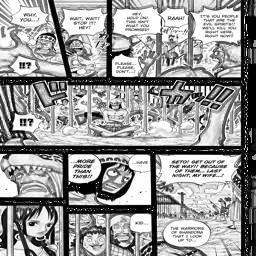 IT'S YOU PEOPLE
THAT ARE THE
EVIL SPIRITS!
WE'LL KILL YOU
RIGHT HERE,
RIGHT NOW!!
RAAH!
HEY,
HOLD ON!
THIS ISN'T
WHAT YOU
PROMISED!
PLEASE...
PLEASE,
DON'T...!
WAIT, WAIT!
STOP IT!
HEY!
WHY,
YOU...!
!!?
!!?
SETO! GET OUT OF
THE WAY!! BECAUSE
OF THEM... LAST
NIGHT, MY WIFE...!
...HAVE
...MORE
PRIDE
THAN
THIS!!
THE WARRIORS
OF SHANDORA
THAT I LOOK
UP TO...